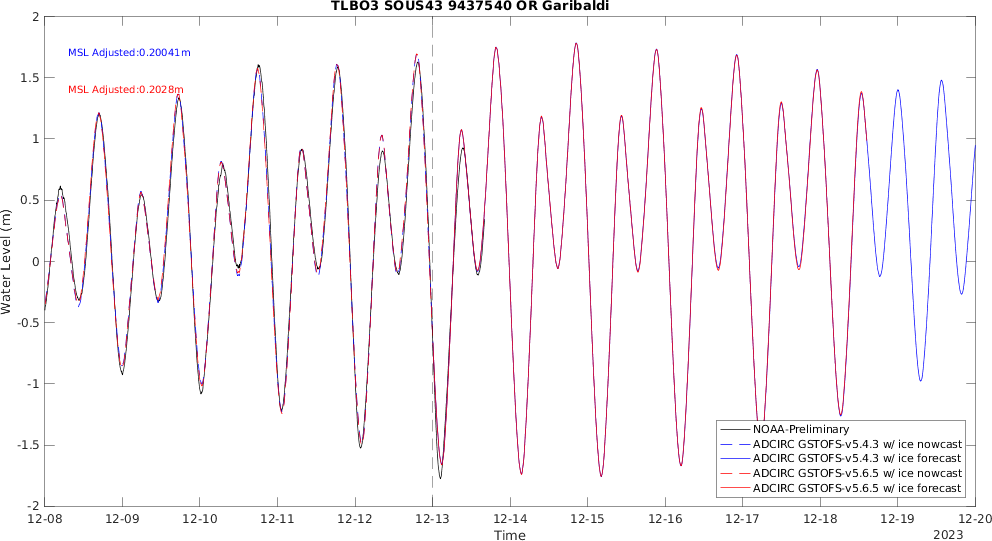 TLBO3 SOUS43 9437540 OR Garibaldi
MSL Adjusted:0.20041m
MSL Adjusted:0.2028m
Water Level (m)
2
1.5
1
0.5
0
-0.5
-1
-1.5
-2
NOAA-Preliminary
ADCIRC GSTOFS-v5.4.3 w/ ice nowcast
ADCIRC GSTOFS-v5.4.3 w/ ice forecast
ADCIRC GSTOFS-v5.6.5 w/ ice nowcast
ADCIRC GSTOFS-v5.6.5 w/ ice forecast
12-08 12-09 12-10 12-11 12-12 12-13 12-14 12-15 12-16 12-17 12-18 12-19 12-20
Time
2023